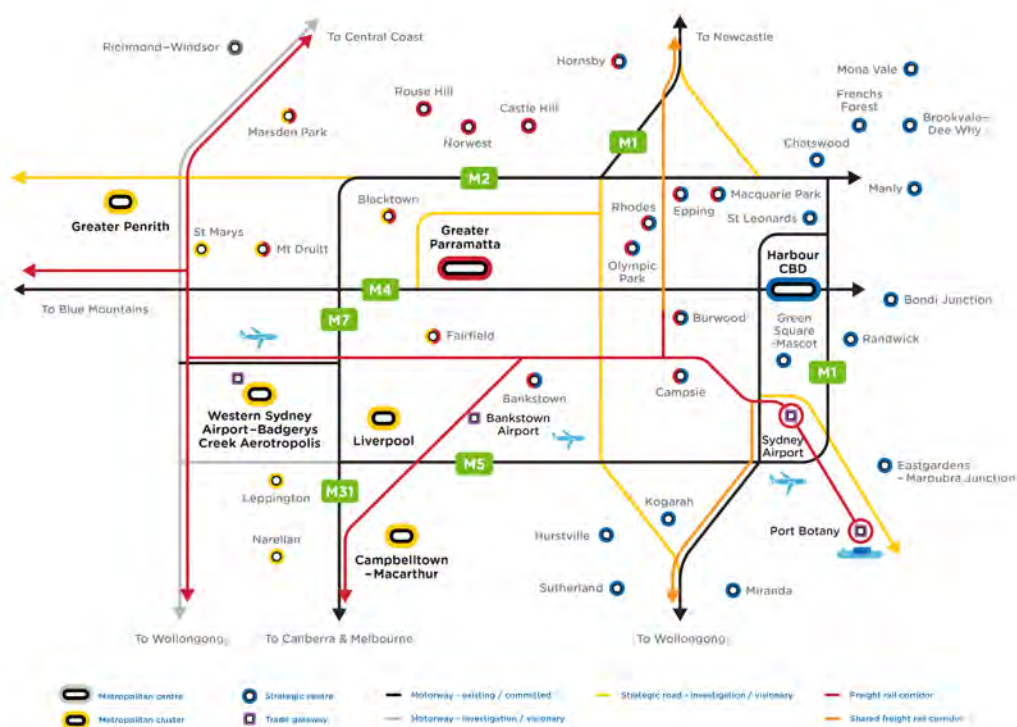 To Central Coast
To Newcastle
Richmond–Windsor
Hornsby
Mona Vale
Rouse Hill
Castle Hill
Frenchs
Forest
Brookvale–
Dee Why
Marsden Park
Norwest
M1
Chatswood
M2
Manly
Greater Penrith
Blacktown
Rhodes
Epping
Macquarie Park
St Leonards
St Marys
Mt Druitt
Greater
Parramatta
Olympic
Park
Harbour
CBD
M4
To Blue Mountains
Bondi Junction
M7
Fairfield
Burwood
Green
Square
-Mascot
Randwick
M1
Bankstown
Campsie
Western Sydney
Airport–Badgerys
Creek Aerotropolis
Liverpool
Bankstown
Airport
Sydney
Airport
M5
Eastgardens
– Maroubra Junction
Leppington
M31
Kogarah
Port Botany
Narellan
Campbelltown
–Macarthur
Hurstville
Sutherland
Miranda
To Wollongong
To Canberra & Melbourne
To Wollongong
Metropolitan centre
Strategic centre
Motorway – existing / committed
Strategic road – investigation / visionary
Freight rail corridor
Metropolitan cluster
Trade gateway
Motorway – investigation / visionary
Shared freight rail corridor